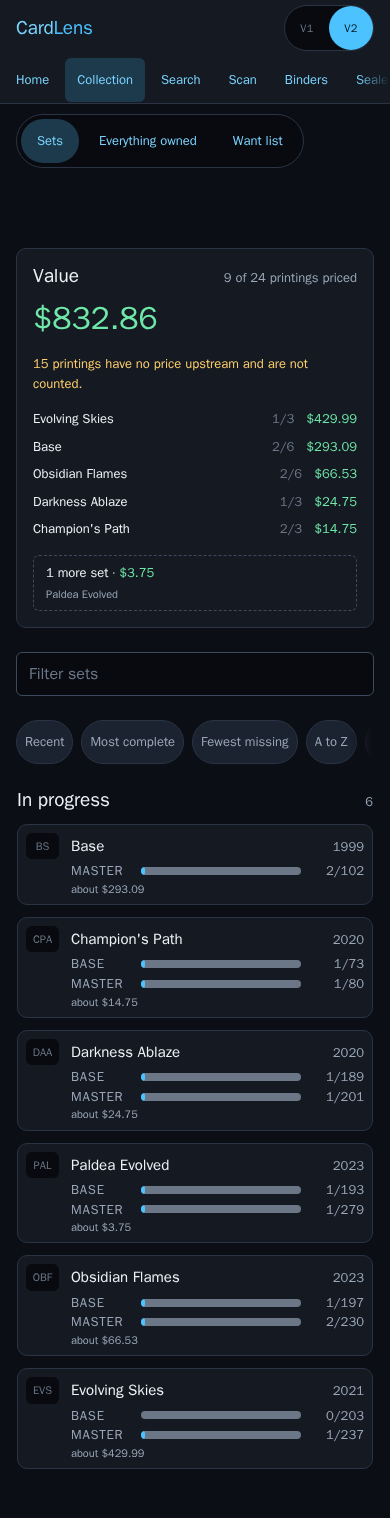 CardLens
V1 V2
Home Collection Search Scan Binders Seale
Sets Everything owned Want list
Value 9 of 24 printings priced
$832.86
15 printings have no price upstream and are not
counted.
Evolving Skies 1/3 $429.99
Base 2/6 $293.09
Obsidian Flames 2/6 $66.53
Darkness Ablaze 1/3 $24.75
Champion's Path 2/3 $14.75
1 more set · $3.75
Paldea Evolved
Filter sets
Recent Most complete Fewest missing A to Z
In progress 6
BS Base 1999
MASTER 2/102
about $293.09
CPA Champion's Path 2020
BASE 1/73
MASTER 1/80
about $14.75
DAA Darkness Ablaze 2020
BASE 1/189
MASTER 1/201
about $24.75
PAL Paldea Evolved 2023
BASE 1/193
MASTER 1/279
about $3.75
OBF Obsidian Flames 2023
BASE 1/197
MASTER 2/230
about $66.53
EVS Evolving Skies 2021
BASE 0/203
MASTER 1/237
about $429.99